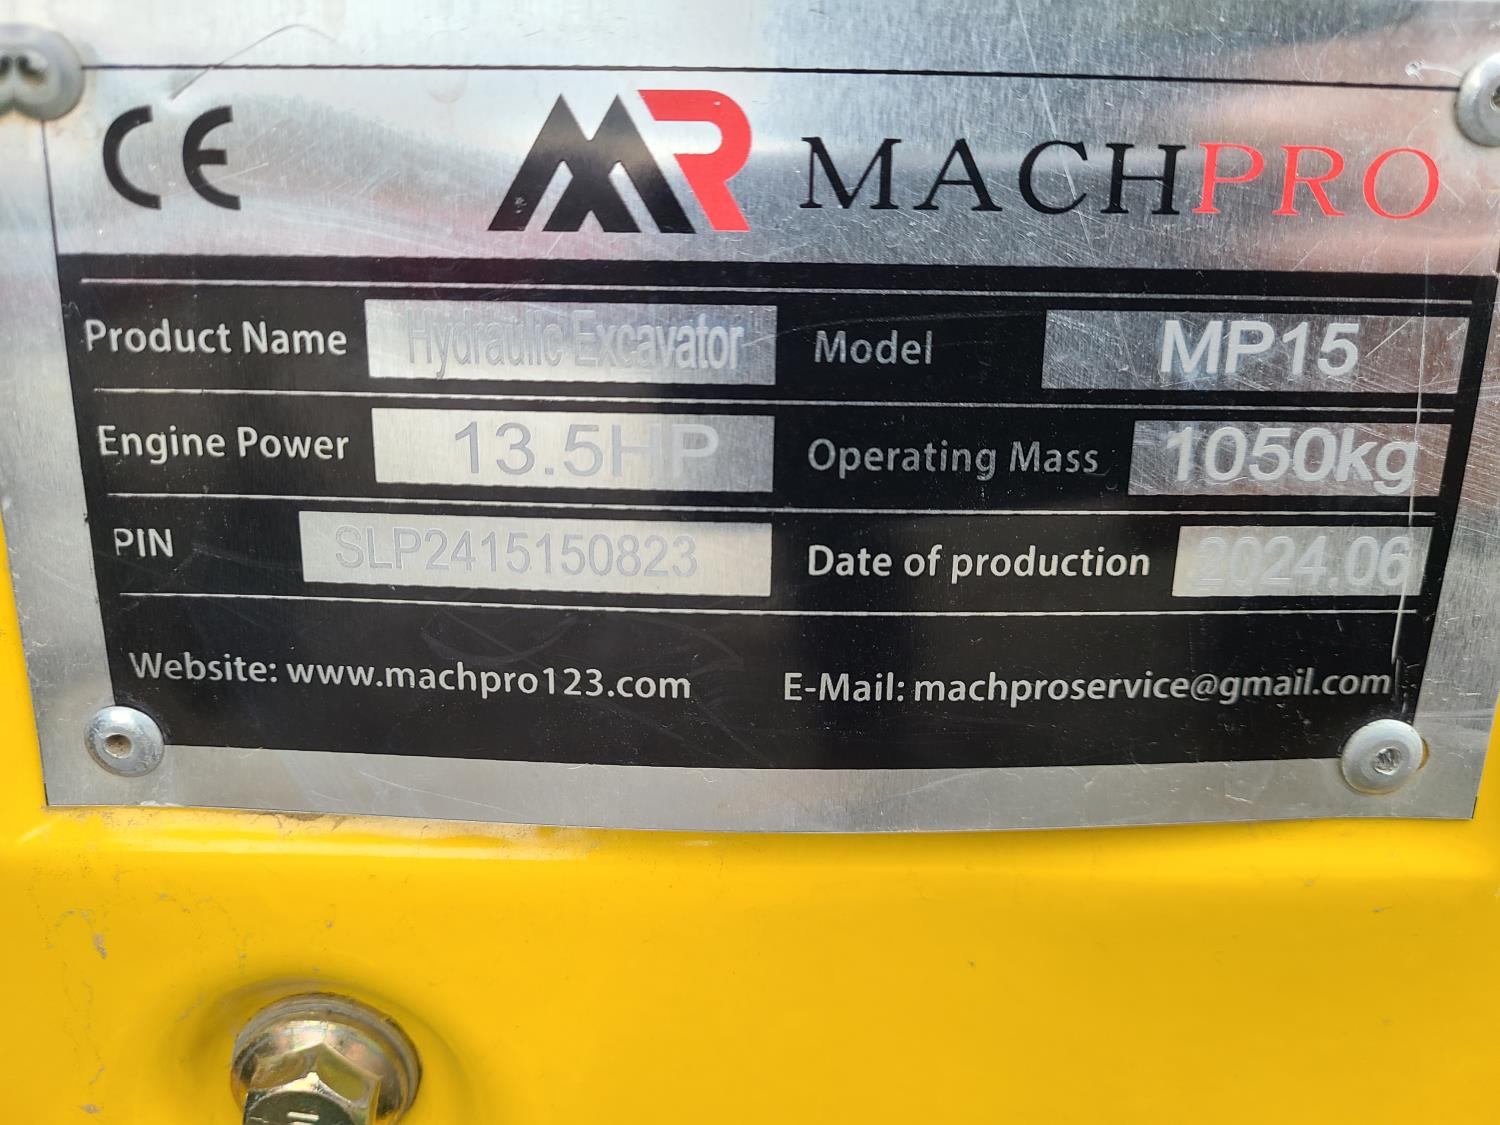 CE MR MACHPRO
Product Name Hydraulic Excavator Model MP15
Engine Power 13.5HP Operating Mass 1050kg
PIN SLP2415150823 Date of production 2024.06
Website: www.machpro123.com E-Mail: machproservice@gmail.com